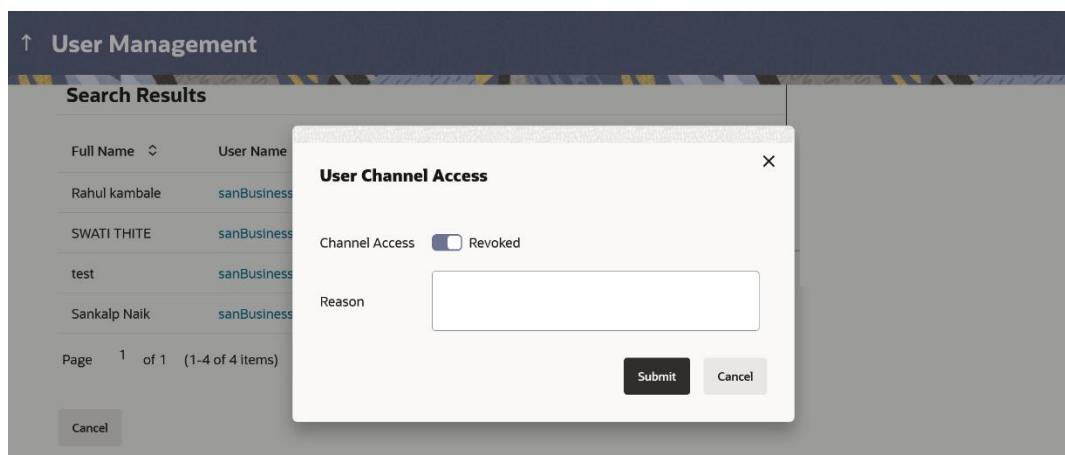 User Management
Search Results
Full Name User Name
Rahul kambale sanBusiness
SWATI THITE sanBusiness
test sanBusiness
Sankalp Naik sanBusiness
Page 1 of 1 (1-4 of 4 items)
Cancel
User Channel Access
Channel Access Revoked
Reason
Submit Cancel